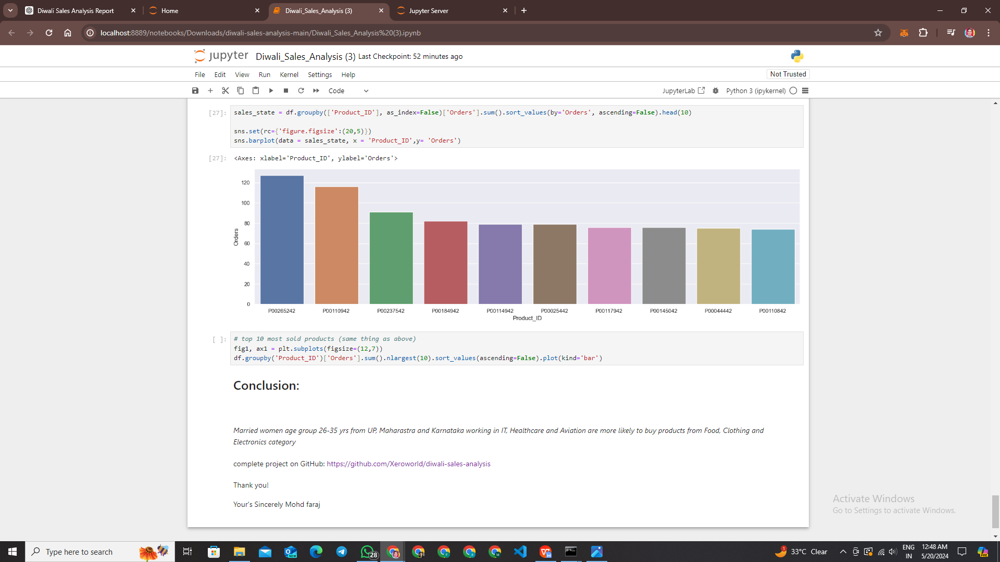 Diwali Sales Analysis Report
Home
Diwali_Sales_Analysis (3)
Jupyter Server
localhost:8889/notebooks/Downloads/diwali-sales-analysis-main/Diwali_Sales_Analysis%20(3).ipynb
jupyter Diwali_Sales_Analysis (3) Last Checkpoint: 52 minutes ago
File Edit View Run Kernel Settings Help
Not Trusted
Code
JupyterLab
Python 3 (ipykernel)
[27]: sales_state = df.groupby(['Product_ID'], as_index=False)['Orders'].sum().sort_values(by='Orders', ascending=False).head(10)
sns.set(rc={'figure.figsize':(20,5)})
sns.barplot(data = sales_state, x = 'Product_ID',y= 'Orders')
[27]: <Axes: xlabel='Product_ID', ylabel='Orders'>
120
100
80
60
40
20
0
Orders
P00265242 P00110942 P00237542 P00184942 P00114942 P00025442 P00117942 P00145042 P00044442 P00110842
Product_ID
[ ]: # top 10 most sold products (same thing as above)
fig1, ax1 = plt.subplots(figsize=(12,7))
df.groupby('Product_ID')['Orders'].sum().nlargest(10).sort_values(ascending=False).plot(kind='bar')
Conclusion:
Married women age group 26-35 yrs from UP, Maharastra and Karnataka working in IT, Healthcare and Aviation are more likely to buy products from Food, Clothing and
Electronics category
complete project on GitHub: https://github.com/Xeroworld/diwali-sales-analysis
Thank you!
Your's Sincerely Mohd faraj
Activate Windows
Go to Settings to activate Windows.
Type here to search
NEW
28
1
33°C Clear
ENG
IN
12:48 AM
5/20/2024
PRE